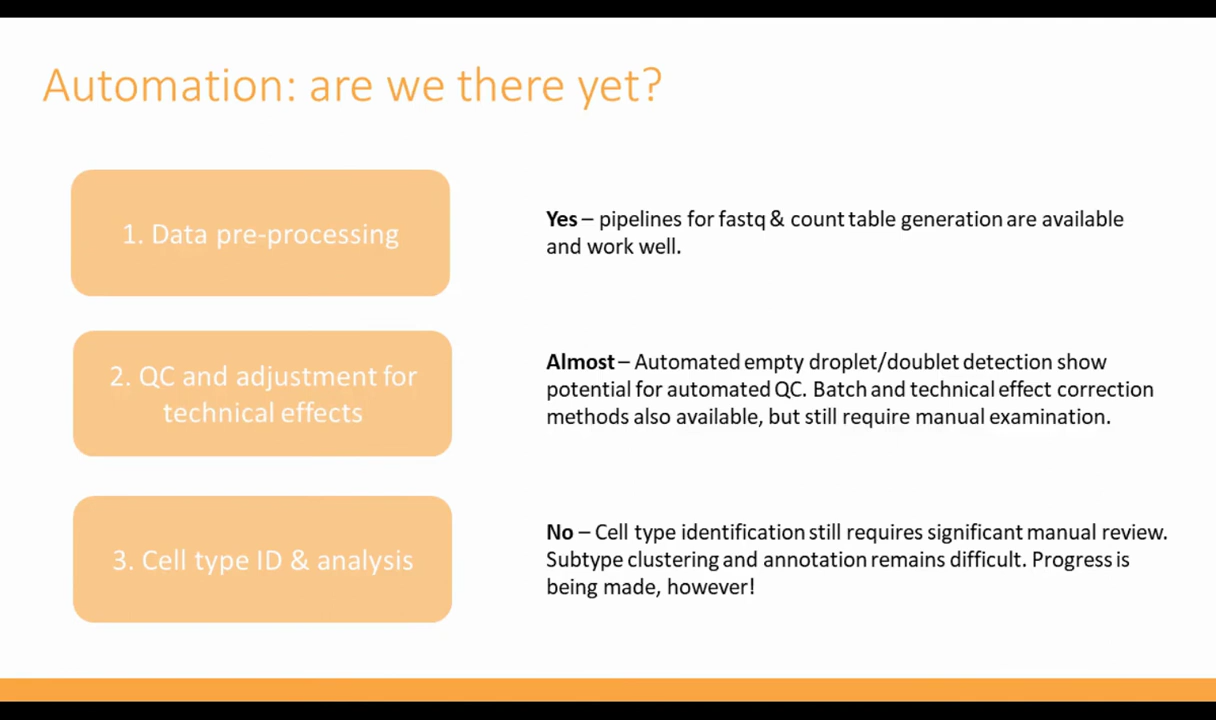 Automation: are we there yet?
1. Data pre-processing
Yes – pipelines for fastq & count table generation are available
and work well.
2. QC and adjustment for
technical effects
Almost – Automated empty droplet/doublet detection show
potential for automated QC. Batch and technical effect correction
methods also available, but still require manual examination.
3. Cell type ID & analysis
No – Cell type identification still requires significant manual review.
Subtype clustering and annotation remains difficult. Progress is
being made, however!